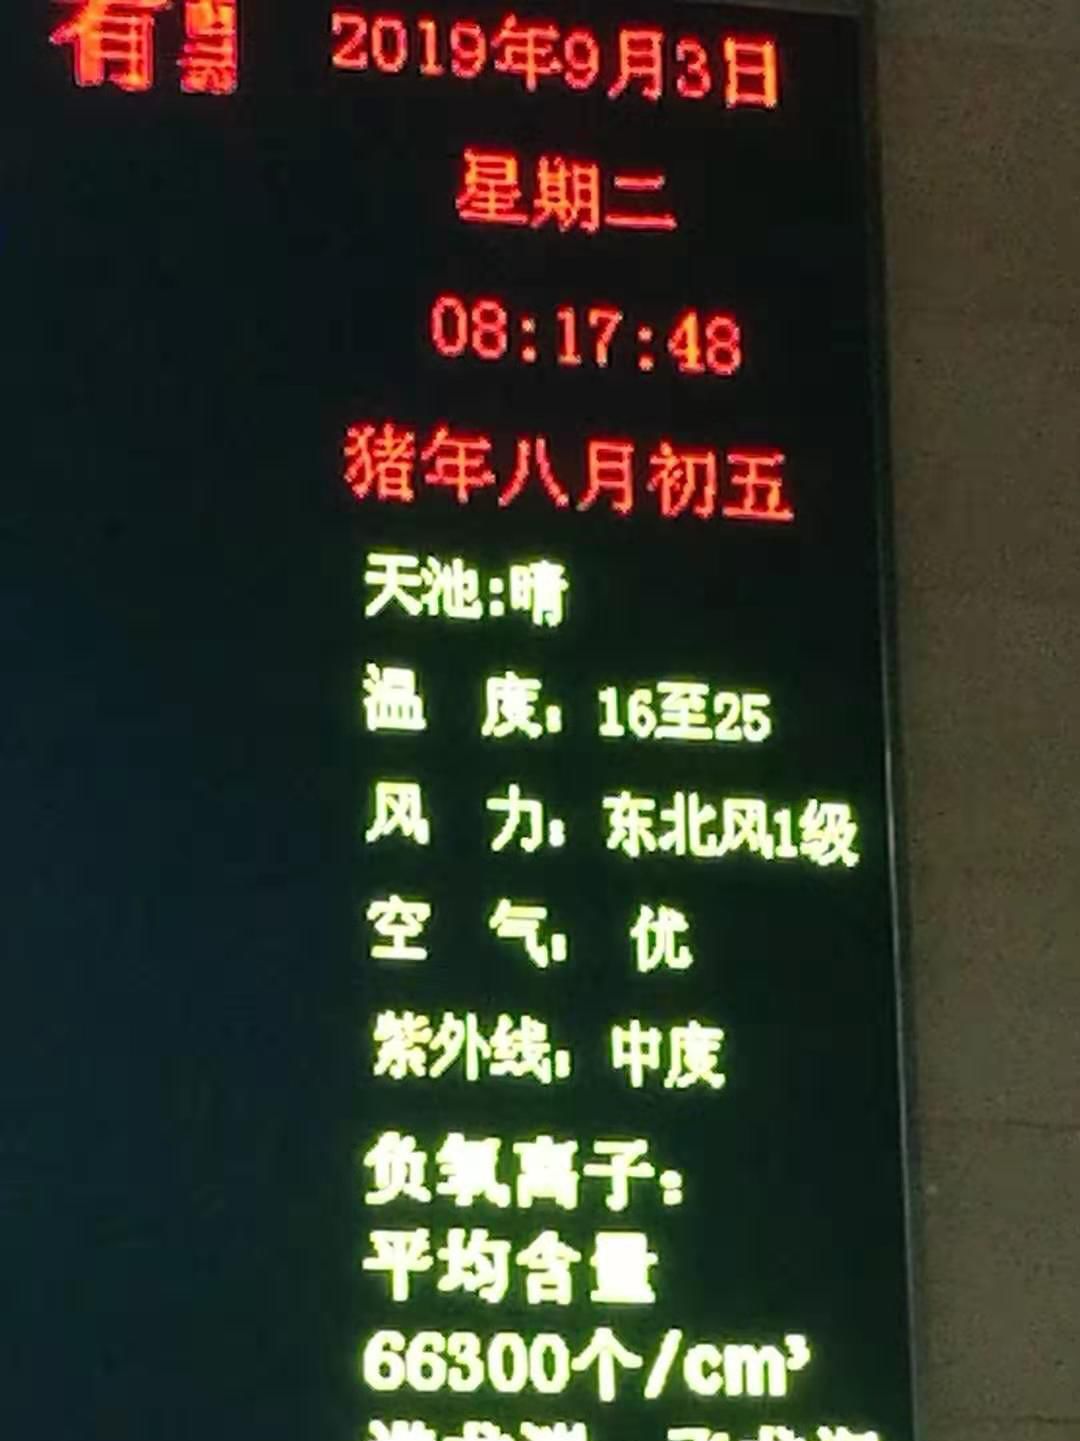 有
2019年9月3日
星期二
08:17:48
猪年八月初五
天池:晴
温 度: 16至25
风 力: 东北风1级
空 气: 优
紫外线: 中度
负氧离子:
平均含量
66300个/cm³